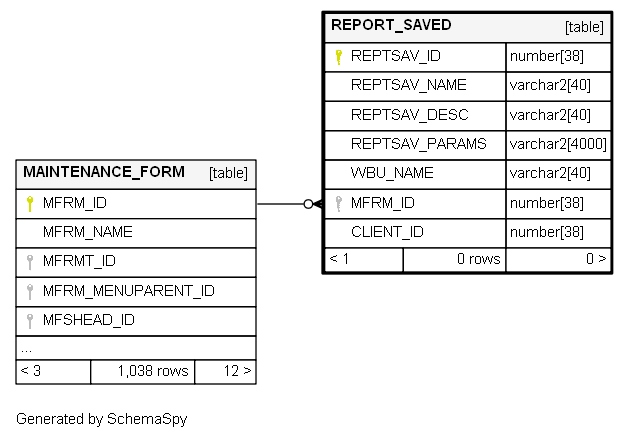 REPORT_SAVED [table]
REPTSAV_ID number[38]
REPTSAV_NAME varchar2[40]
REPTSAV_DESC varchar2[40]
REPTSAV_PARAMS varchar2[4000]
WBU_NAME varchar2[40]
MFRM_ID number[38]
CLIENT_ID number[38]
< 1 0 rows 0 >
MAINTENANCE_FORM [table]
MFRM_ID
MFRM_NAME
MFRMT_ID
MFRM_MENUPARENT_ID
MFSHEAD_ID
...
< 3 1,038 rows 12 >
Generated by SchemaSpy